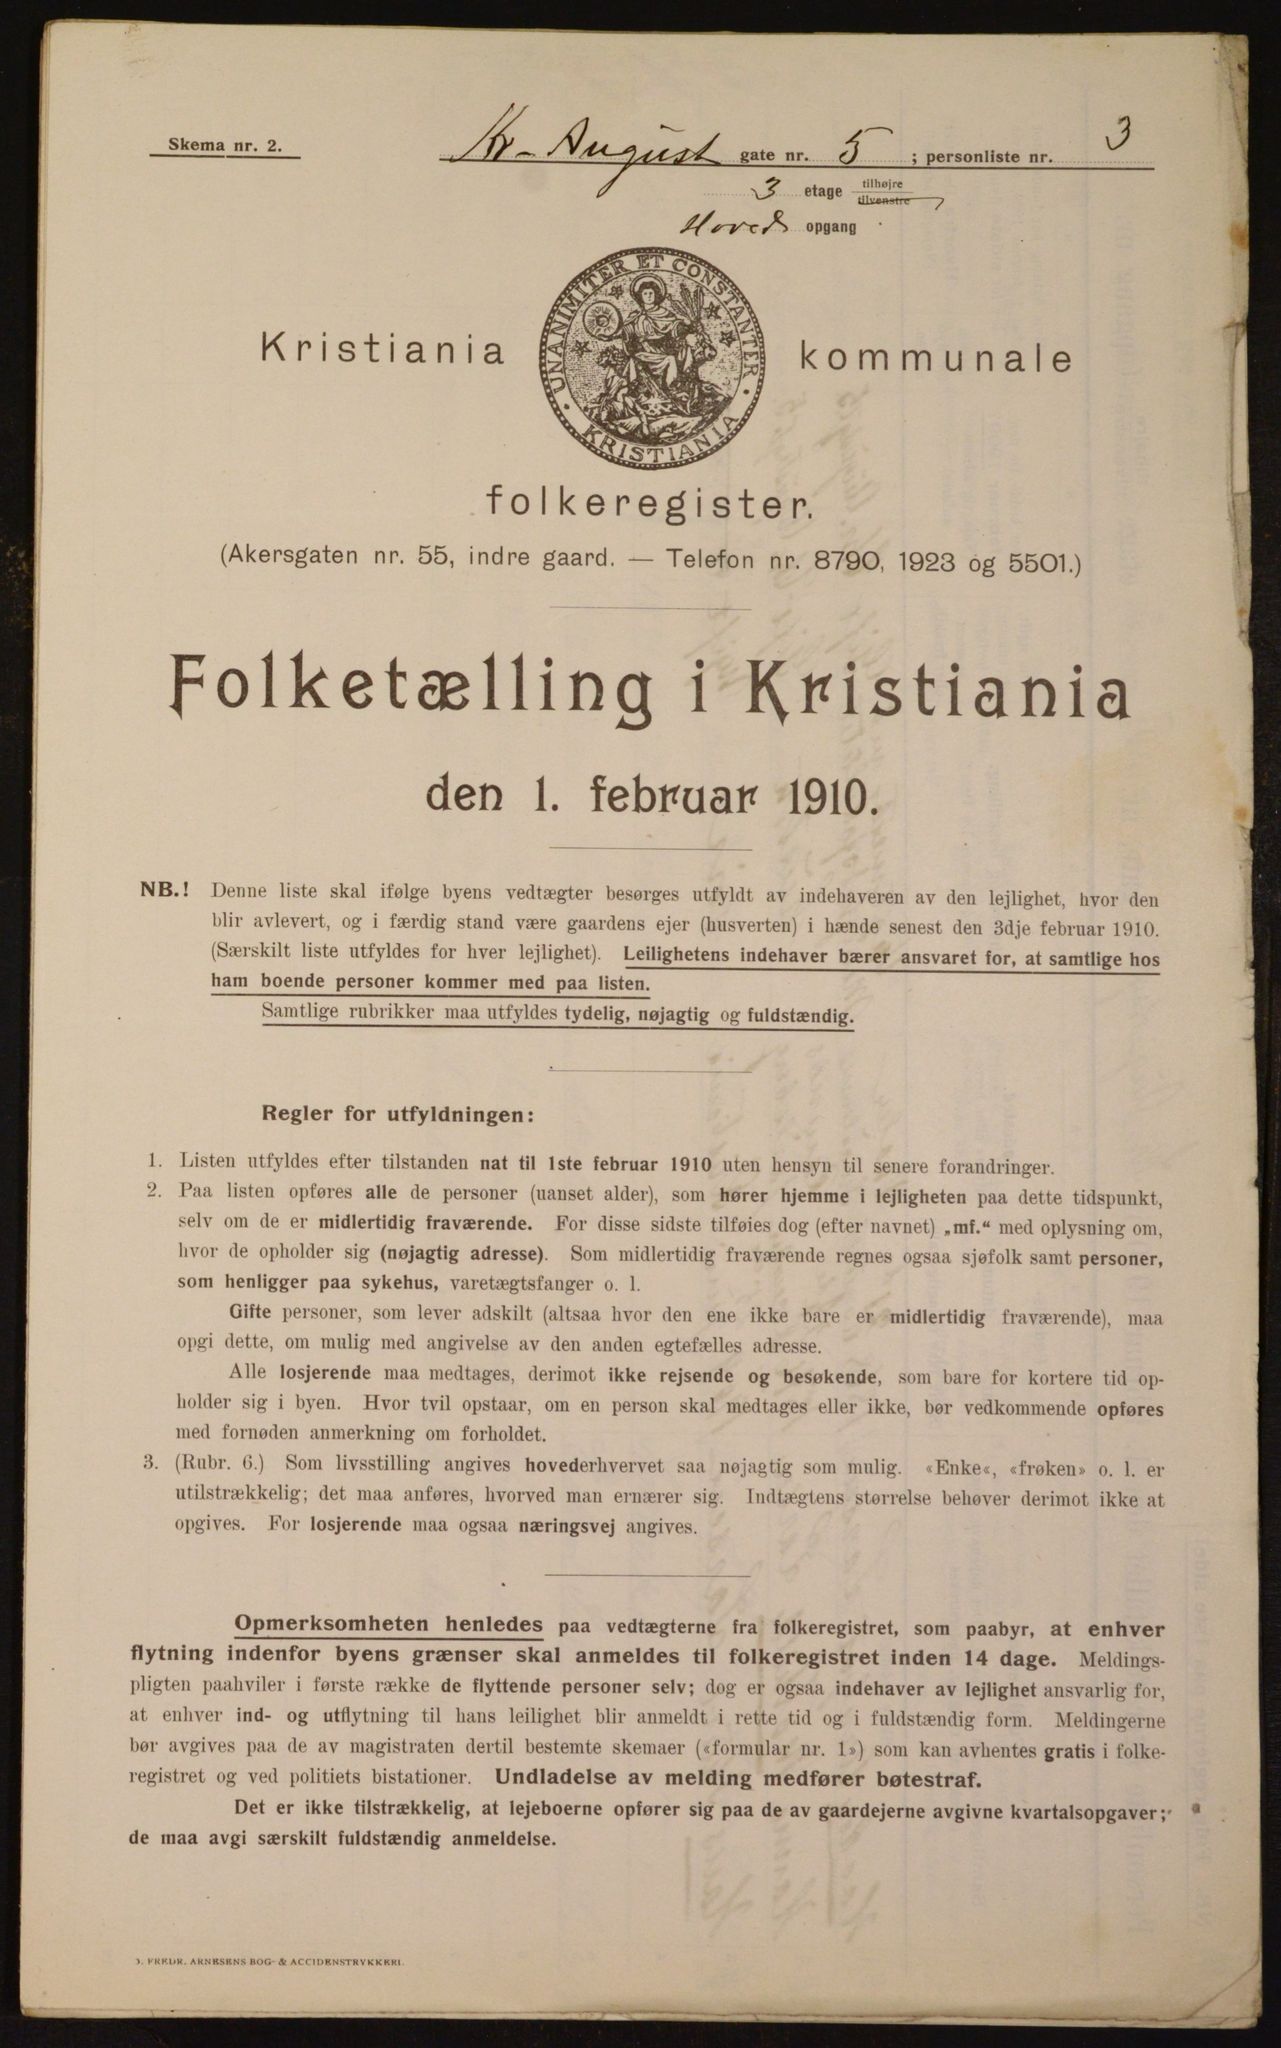 Skema nr. 2.
Kr. August gate nr. 5 ; personliste nr. 3
3 etage tilhøjre
tilvenstre
Hoved opgang
UNANIMITER ET CONSTANTER
KRISTIANIA
Kristiania kommunale
folkeregister.
(Akersgaten nr. 55, indre gaard. — Telefon nr. 8790, 1923 og 5501.)
Folketælling i Kristiania
den 1. februar 1910.
NB.! Denne liste skal ifølge byens vedtægter besørges utfyldt av indehaveren av den lejlighet, hvor den
blir avlevert, og i færdig stand være gaardens ejer (husverten) i hænde senest den 3dje februar 1910.
(Særskilt liste utfyldes for hver lejlighet). Leilighetens indehaver bærer ansvaret for, at samtlige hos
ham boende personer kommer med paa listen.
Samtlige rubrikker maa utfyldes tydelig, nøjagtig og fuldstændig.
Regler for utfyldningen:
1. Listen utfyldes efter tilstanden nat til 1ste februar 1910 uten hensyn til senere forandringer.
2. Paa listen opføres alle de personer (uanset alder), som hører hjemme i lejligheten paa dette tidspunkt,
selv om de er midlertidig fraværende. For disse sidste tilføies dog (efter navnet) „mf.“ med oplysning om,
hvor de opholder sig (nøjagtig adresse). Som midlertidig fraværende regnes ogsaa sjøfolk samt personer,
som henligger paa sykehus, varetægtsfanger o. l.
Gifte personer, som lever adskilt (altsaa hvor den ene ikke bare er midlertidig fraværende), maa
opgi dette, om mulig med angivelse av den anden egtefælles adresse.
Alle losjerende maa medtages, derimot ikke rejsende og besøkende, som bare for kortere tid op-
holder sig i byen. Hvor tvil opstaar, om en person skal medtages eller ikke, bør vedkommende opføres
med fornøden anmerkning om forholdet.
3. (Rubr. 6.) Som livsstilling angives hovederhvervet saa nøjagtig som mulig. «Enke«, «frøken» o. l. er
utilstrækkelig; det maa anføres, hvorved man ernærer sig. Indtægtens størrelse behøver derimot ikke at
opgives. For losjerende maa ogsaa næringsvej angives.
Opmerksomheten henledes paa vedtægterne fra folkeregistret, som paabyr, at enhver
flytning indenfor byens grænser skal anmeldes til folkeregistret inden 14 dage. Meldings-
pligten paahviler i første række de flyttende personer selv; dog er ogsaa indehaver av lejlighet ansvarlig for,
at enhver ind- og utflytning til hans leilighet blir anmeldt i rette tid og i fuldstændig form. Meldingerne
bør avgives paa de av magistraten dertil bestemte skemaer («formular nr. 1») som kan avhentes gratis i folke-
registret og ved politiets bistationer. Undladelse av melding medfører bøtestraf.
Det er ikke tilstrækkelig, at lejeboerne opfører sig paa de av gaardejerne avgivne kvartalsopgaver;
de maa avgi særskilt fuldstændig anmeldelse.
FREDR. ARNESENS BOG- & ACCIDENSTRYKKERI.